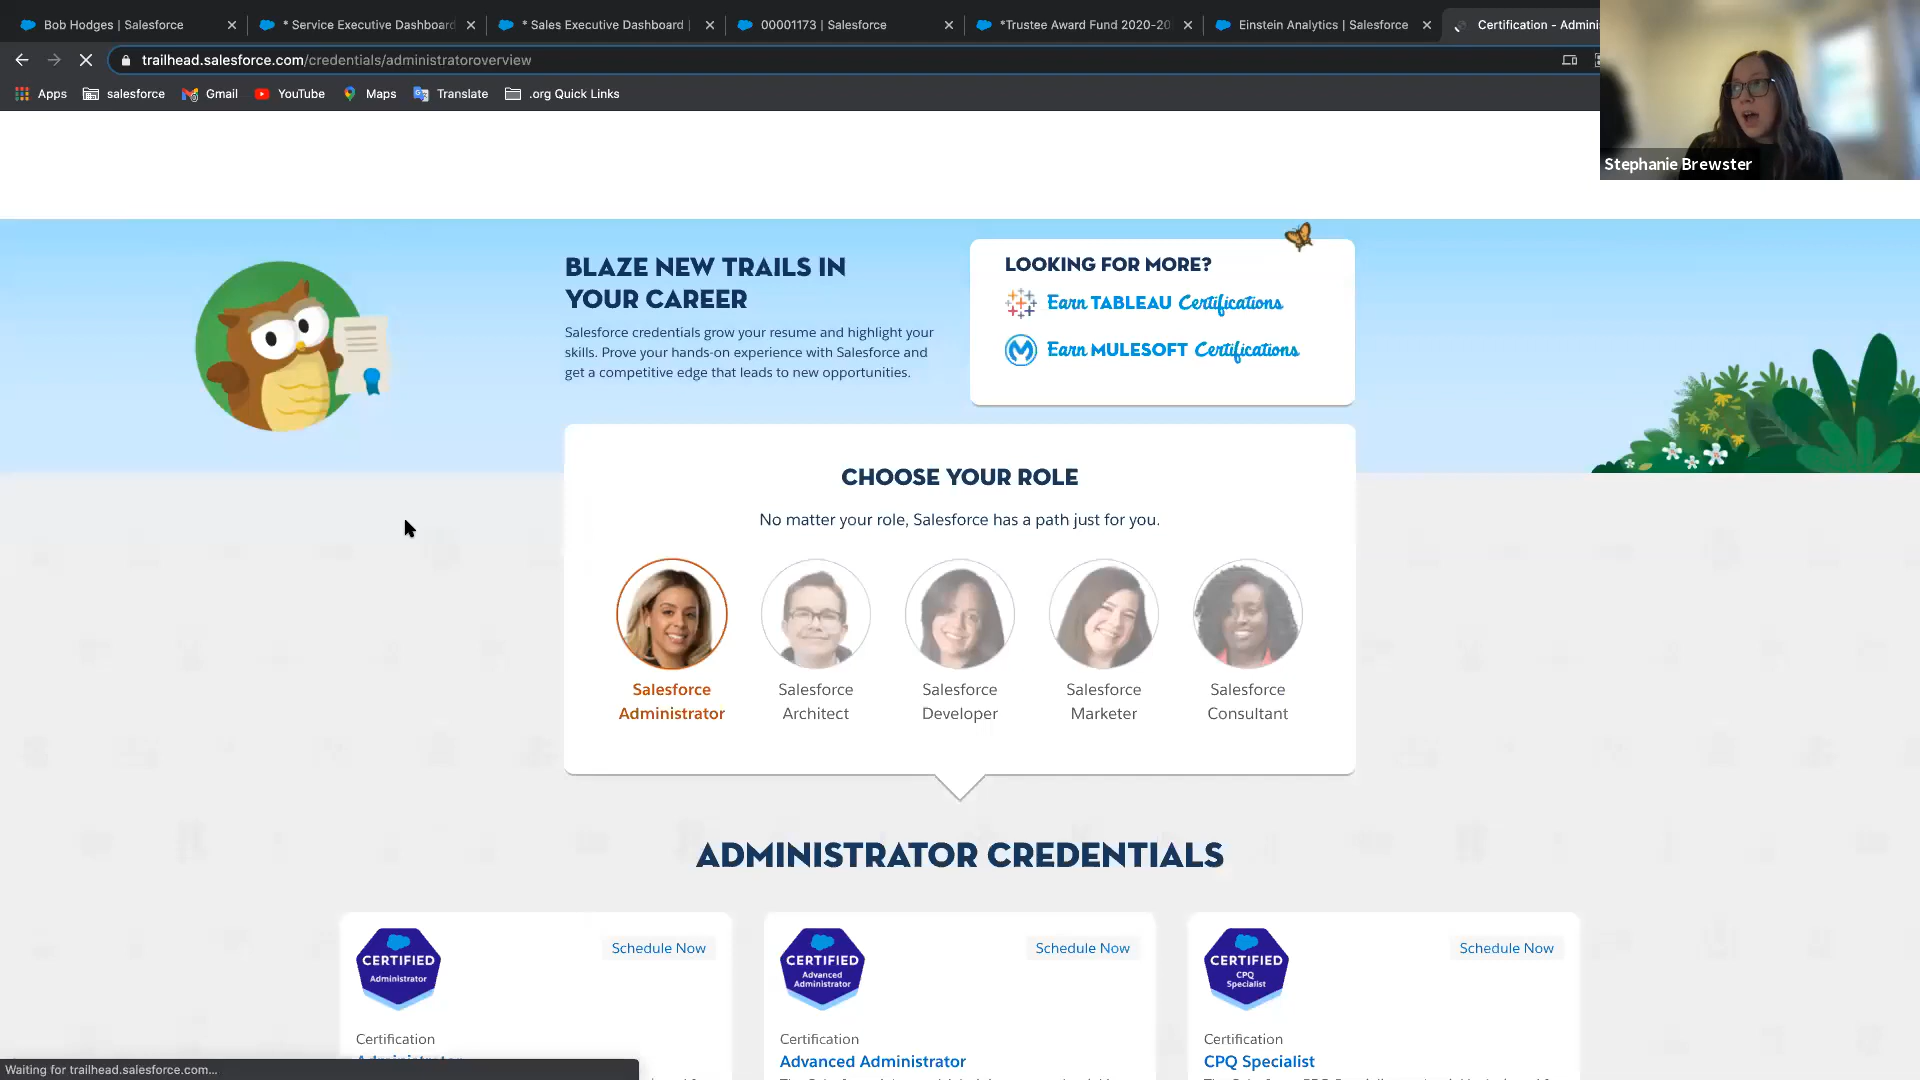 Bob Hodges | Salesforce
* Service Executive Dashboard
* Sales Executive Dashboard |
00001173 | Salesforce
*Trustee Award Fund 2020-20
Einstein Analytics | Salesforce
Certification - Admini
trailhead.salesforce.com/credentials/administratoroverview
Apps
salesforce
Gmail
YouTube
Maps
Translate
.org Quick Links
Stephanie Brewster
BLAZE NEW TRAILS IN
YOUR CAREER
Salesforce credentials grow your resume and highlight your
skills. Prove your hands-on experience with Salesforce and
get a competitive edge that leads to new opportunities.
LOOKING FOR MORE?
Earn TABLEAU Certifications
Earn MULESOFT Certifications
CHOOSE YOUR ROLE
No matter your role, Salesforce has a path just for you.
Salesforce
Administrator
Salesforce
Architect
Salesforce
Developer
Salesforce
Marketer
Salesforce
Consultant
ADMINISTRATOR CREDENTIALS
CERTIFIED
Administrator
Schedule Now
Certification
Administrator
CERTIFIED
Advanced
Administrator
Schedule Now
Certification
Advanced Administrator
CERTIFIED
CPQ
Specialist
Schedule Now
Certification
CPQ Specialist
Waiting for trailhead.salesforce.com...